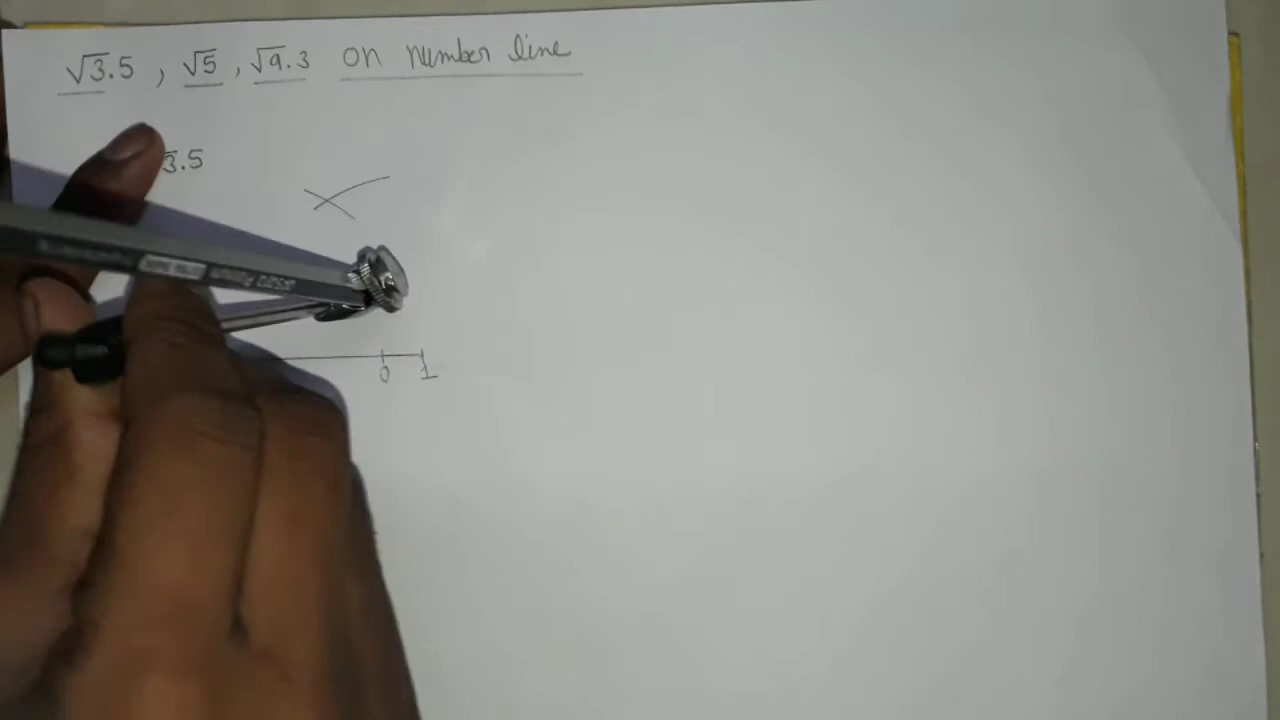 √3.5 , √5 , √9.3 on number line
√3.5
0 1